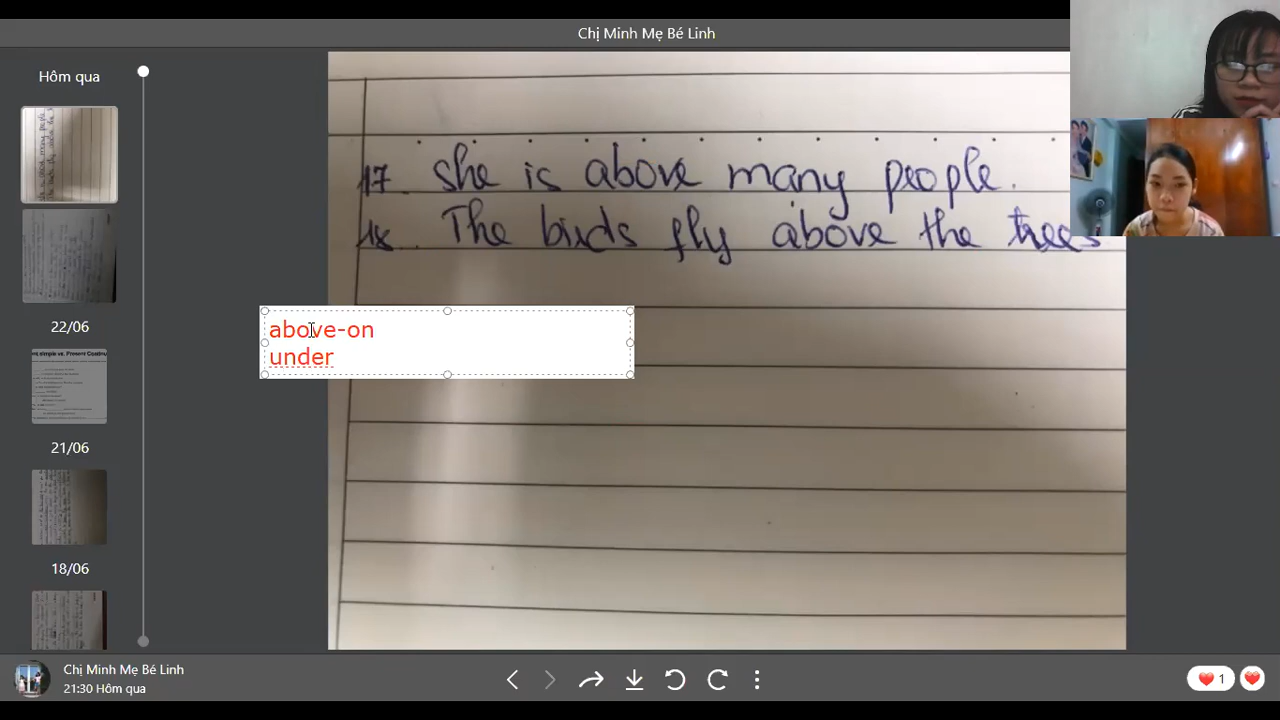 Chị Minh Mẹ Bé Linh
Hôm qua
22/06
21/06
18/06
17. She is above many people.
18. The birds fly above the trees
above-on
under
Chị Minh Mẹ Bé Linh
21:30 Hôm qua
1